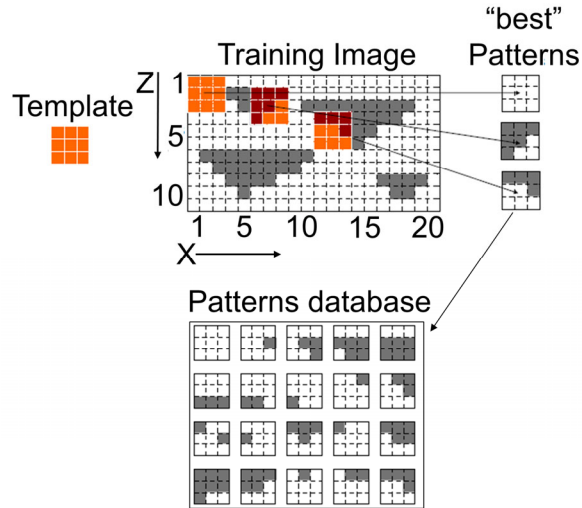 “best”
Patterns
Training Image
Template
Z
1
5
10
1 5 10 15 20
X
Patterns database